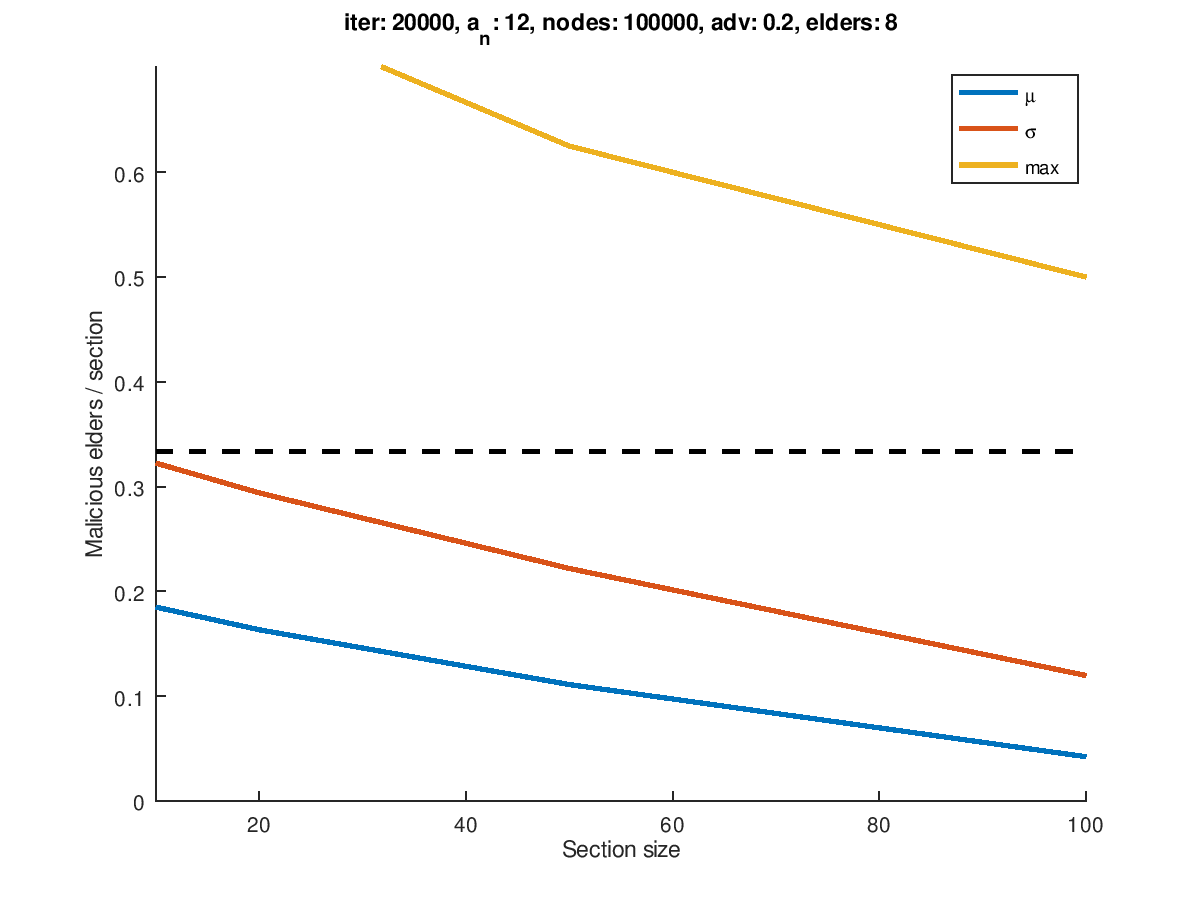 iter: 20000, a_n: 12, nodes: 100000, adv: 0.2, elders: 8
μ
σ
max
0.6
0.5
0.4
0.3
0.2
0.1
0
Malicious elders / section
20 40 60 80 100
Section size